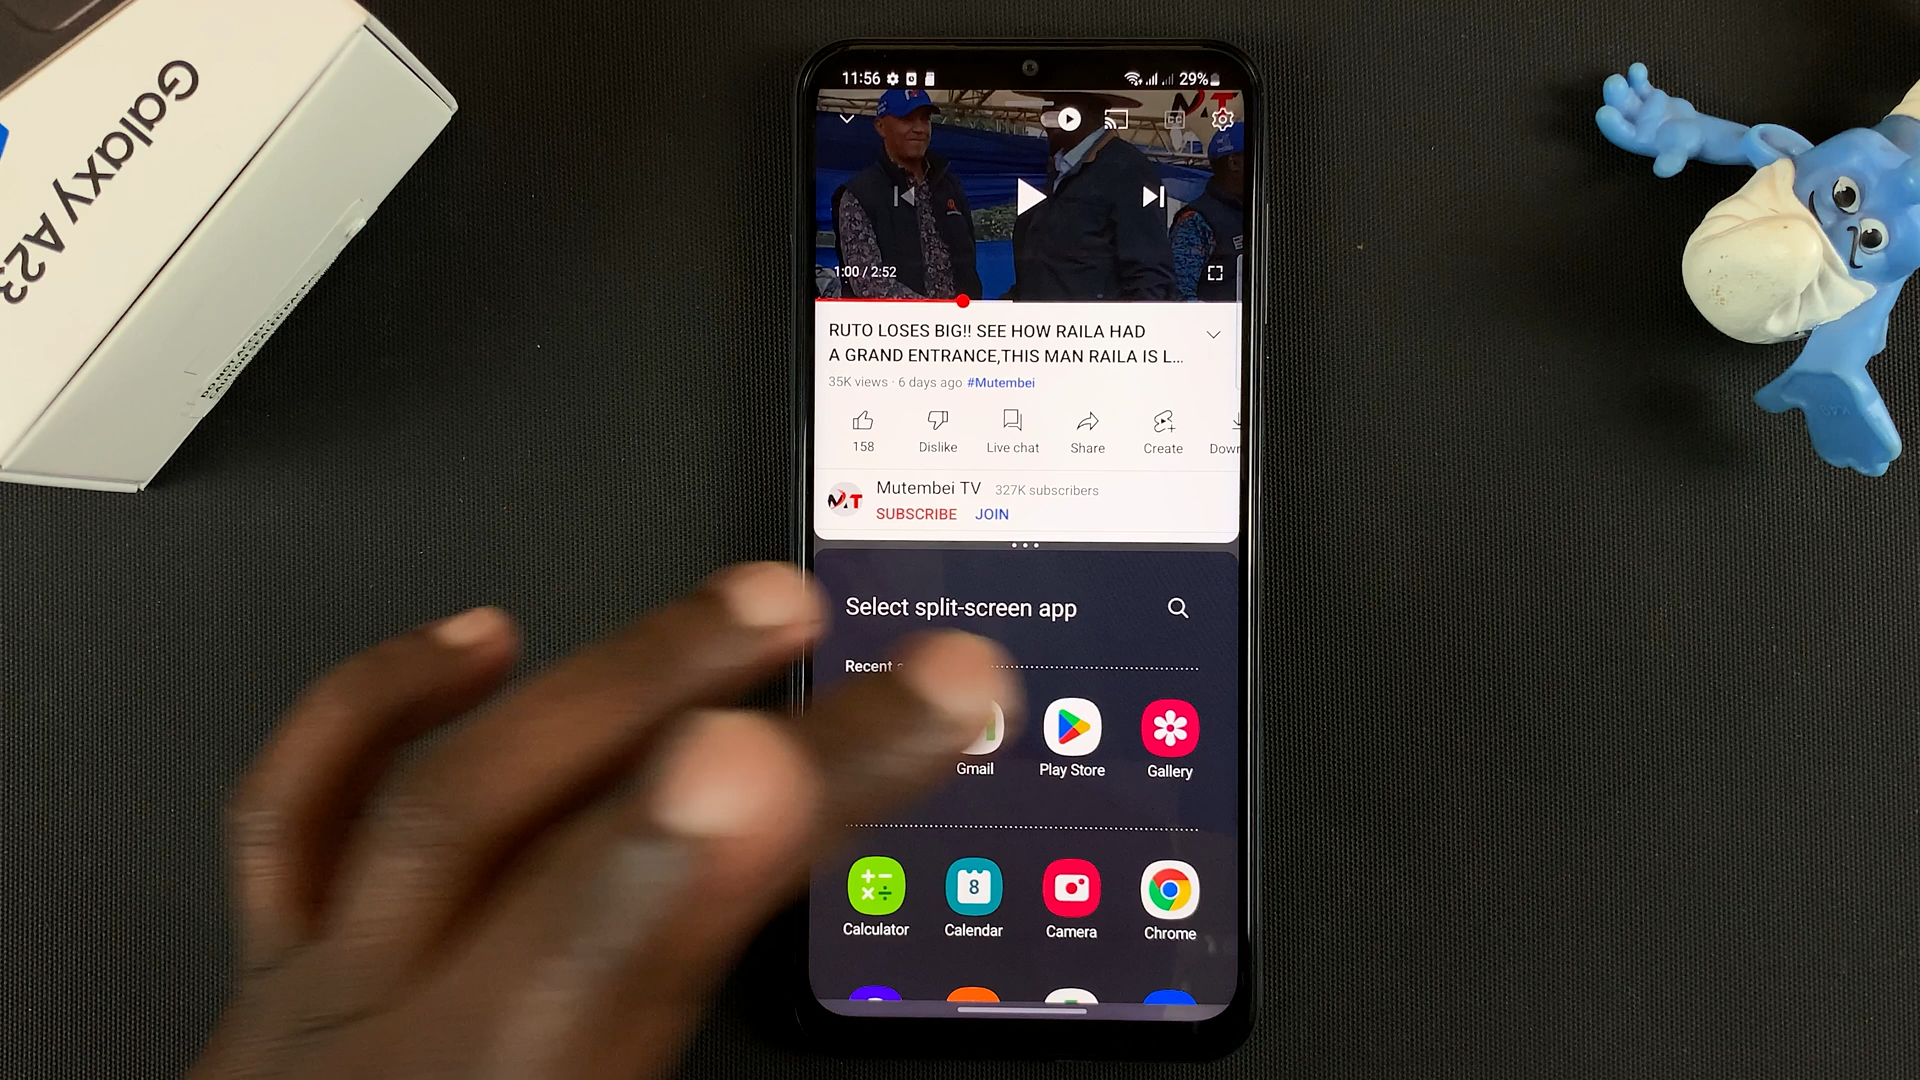 Galaxy A23
11:56
29%
1:00 / 2:52
RUTO LOSES BIG!! SEE HOW RAILA HAD
A GRAND ENTRANCE,THIS MAN RAILA IS L...
35K views · 6 days ago #Mutembei
158
Dislike
Live chat
Share
Create
Down
Mutembei TV 327K subscribers
SUBSCRIBE JOIN
Select split-screen app
Recent
Gmail
Play Store
Gallery
8
Calculator
Calendar
Camera
Chrome